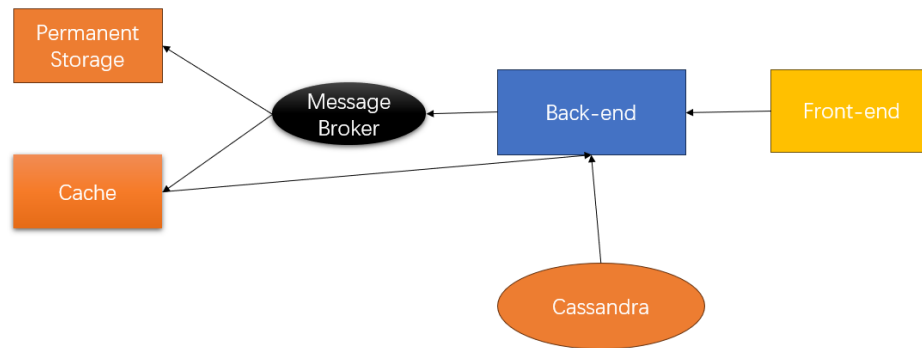 Permanent
Storage
Message
Broker
Back-end
Front-end
Cache
Cassandra